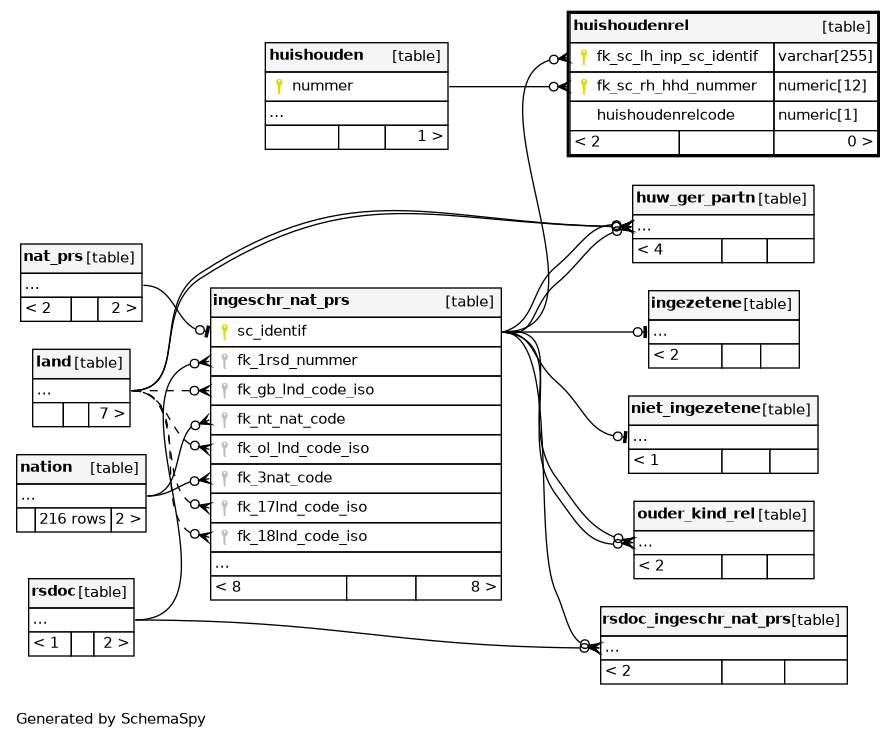 huishoudenrel [table]
fk_sc_lh_inp_sc_identif varchar[255]
fk_sc_rh_hhd_nummer numeric[12]
huishoudenrelcode numeric[1]
< 2 0 >
huishouden [table]
nummer
...
1 >
huw_ger_partn [table]
...
< 4
nat_prs [table]
...
< 2 2 >
ingeschr_nat_prs [table]
sc_identif
fk_1rsd_nummer
fk_gb_lnd_code_iso
fk_nt_nat_code
fk_ol_lnd_code_iso
fk_3nat_code
fk_17lnd_code_iso
fk_18lnd_code_iso
...
< 8 8 >
ingezetene [table]
...
< 2
land [table]
...
7 >
niet_ingezetene [table]
...
< 1
nation [table]
...
216 rows 2 >
ouder_kind_rel [table]
...
< 2
rsdoc [table]
...
< 1 2 >
rsdoc_ingeschr_nat_prs [table]
...
< 2
Generated by SchemaSpy